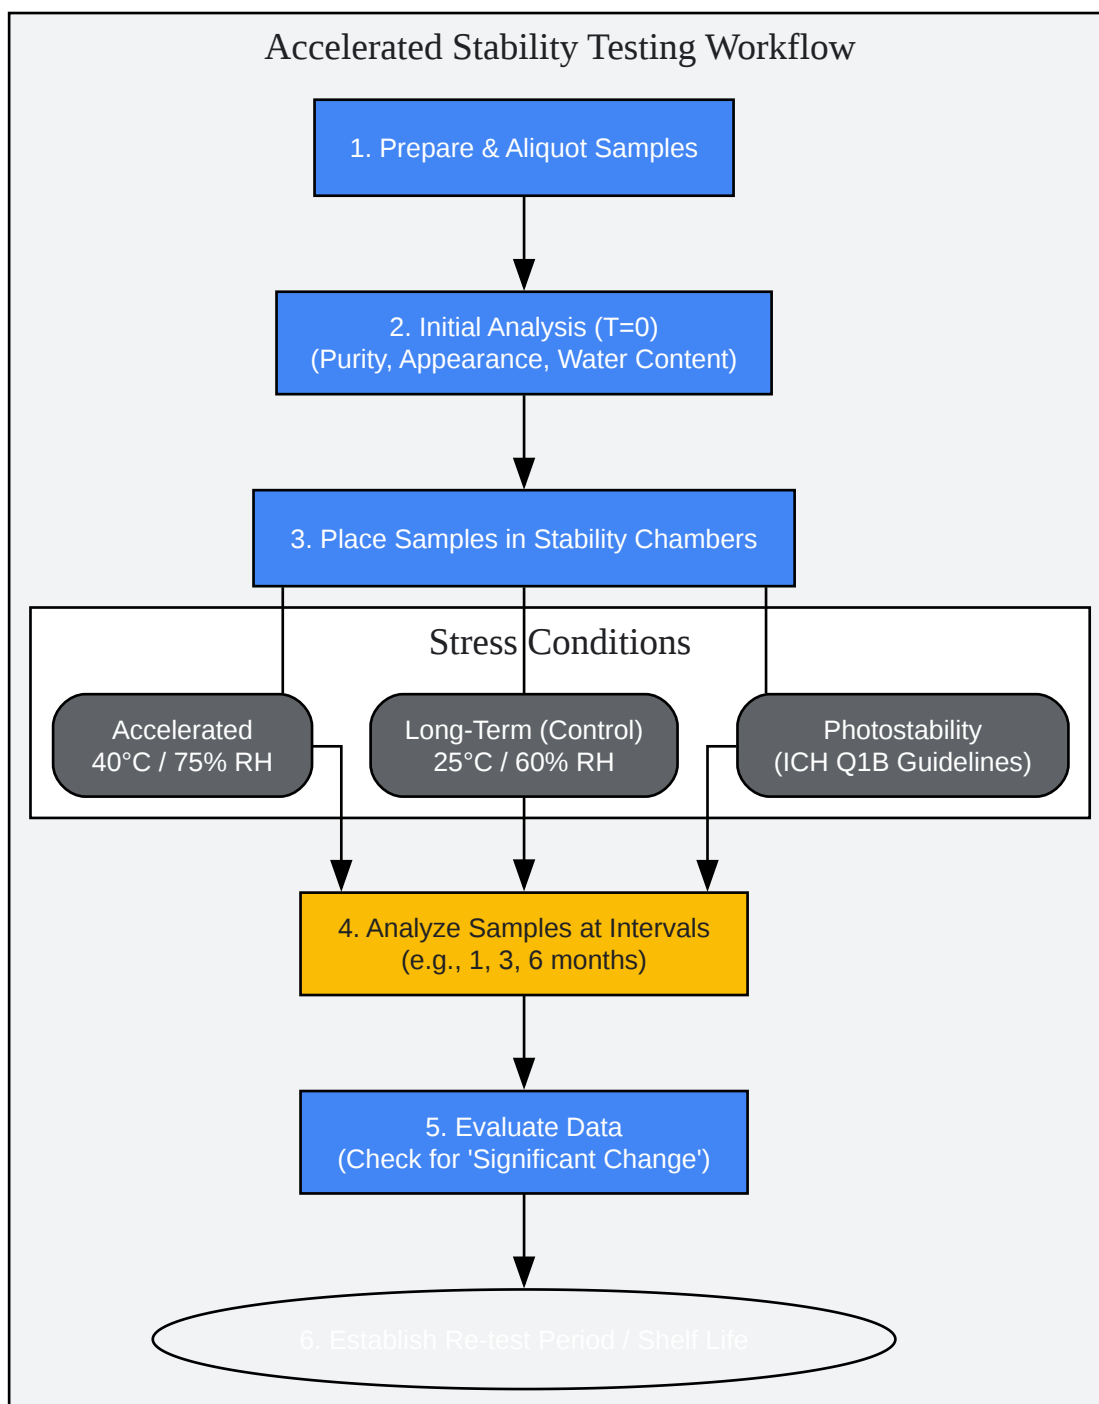 Accelerated Stability Testing Workflow
1. Prepare & Aliquot Samples
2. Initial Analysis (T=0)
(Purity, Appearance, Water Content)
3. Place Samples in Stability Chambers
Stress Conditions
Accelerated
40°C / 75% RH
Long-Term (Control)
25°C / 60% RH
Photostability
(ICH Q1B Guidelines)
4. Analyze Samples at Intervals
(e.g., 1, 3, 6 months)
5. Evaluate Data
(Check for 'Significant Change')
6. Establish Re-test Period / Shelf Life